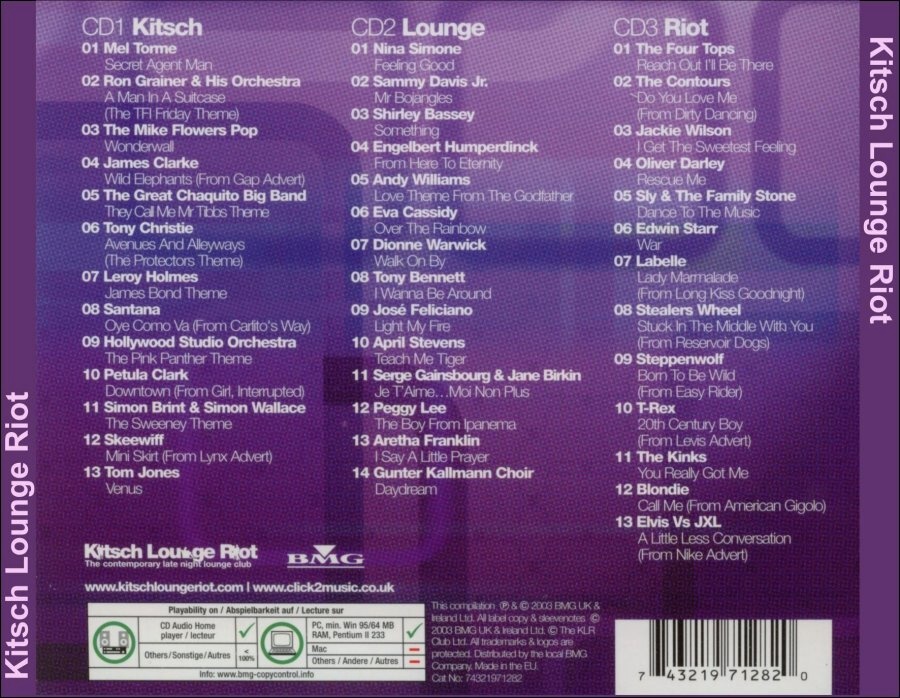 Kitsch Lounge Riot
CD1 Kitsch
01 Mel Torme
Secret Agent Man
02 Ron Grainer & His Orchestra
A Man In A Suitcase
(The TFI Friday Theme)
03 The Mike Flowers Pop
Wonderwall
04 James Clarke
Wild Elephants (From Gap Advert)
05 The Great Chaquito Big Band
They Call Me Mr Tibbs Theme
06 Tony Christie
Avenues And Alleyways
(The Protectors Theme)
07 Leroy Holmes
James Bond Theme
08 Santana
Oye Como Va (From Carlito's Way)
09 Hollywood Studio Orchestra
The Pink Panther Theme
10 Petula Clark
Downtown (From Girl, Interrupted)
11 Simon Brint & Simon Wallace
The Sweeney Theme
12 Skeewiff
Mini Skirt (From Lynx Advert)
13 Tom Jones
Venus
CD2 Lounge
01 Nina Simone
Feeling Good
02 Sammy Davis Jr.
Mr Bojangles
03 Shirley Bassey
Something
04 Engelbert Humperdinck
From Here To Eternity
05 Andy Williams
Love Theme From The Godfather
06 Eva Cassidy
Over The Rainbow
07 Dionne Warwick
Walk On By
08 Tony Bennett
I Wanna Be Around
09 José Feliciano
Light My Fire
10 April Stevens
Teach Me Tiger
11 Serge Gainsbourg & Jane Birkin
Je T'Aime...Moi Non Plus
12 Peggy Lee
The Boy From Ipanema
13 Aretha Franklin
I Say A Little Prayer
14 Gunter Kallmann Choir
Daydream
CD3 Riot
01 The Four Tops
Reach Out I'll Be There
02 The Contours
Do You Love Me
(From Dirty Dancing)
03 Jackie Wilson
I Get The Sweetest Feeling
04 Oliver Darley
Rescue Me
05 Sly & The Family Stone
Dance To The Music
06 Edwin Starr
War
07 Labelle
Lady Marmalade
(From Long Kiss Goodnight)
08 Stealers Wheel
Stuck In The Middle With You
(From Reservoir Dogs)
09 Steppenwolf
Born To Be Wild
(From Easy Rider)
10 T-Rex
20th Century Boy
(From Levis Advert)
11 The Kinks
You Really Got Me
12 Blondie
Call Me (From American Gigolo)
13 Elvis Vs JXL
A Little Less Conversation
(From Nike Advert)
Kitsch Lounge Riot
The contemporary late night lounge club
BMG
www.kitschloungeriot.com | www.click2music.co.uk
Playability on / Abspielbarkeit auf / Lecture sur
CD Audio Home
player / lecteur
Others/Sonstige/Autres
<
100%
PC, min. Win 95/64 MB
RAM, Pentium II 233
Mac
Others / Andere / Autres
Info: www.bmg-copycontrol.info
This compilation ℗ & © 2003 BMG UK &
Ireland Ltd. All label copy & sleevenotes ©
2003 BMG UK & Ireland Ltd. © The KLR
Club Ltd. All trademarks & logos are
protected. Distributed by the local BMG
Company. Made in the EU.
Cat No: 74321971282
7 43219 71282 0
Kitsch Lounge Riot